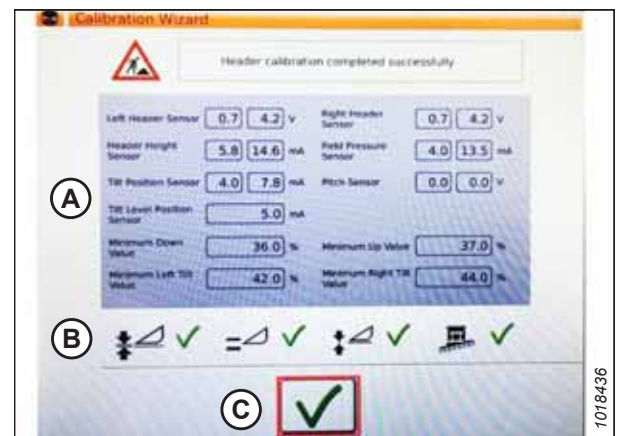 Calibration Wizard
Header calibration completed successfully
Left Header Sensor 0.7 4.2 V Right Header Sensor 0.7 4.2 V
Header Height Sensor 5.8 14.6 mA Field Pressure Sensor 4.0 13.5 mA
Tilt Position Sensor 4.0 7.8 mA Pitch Sensor 0.0 0.0 V
A
Tilt Level Position Sensor 5.0 mA
Minimum Down Value 36.0 % Minimum Up Value 37.0 %
Minimum Left Tilt Value 42.0 % Minimum Right Tilt Value 44.0 %
B
C
1018436